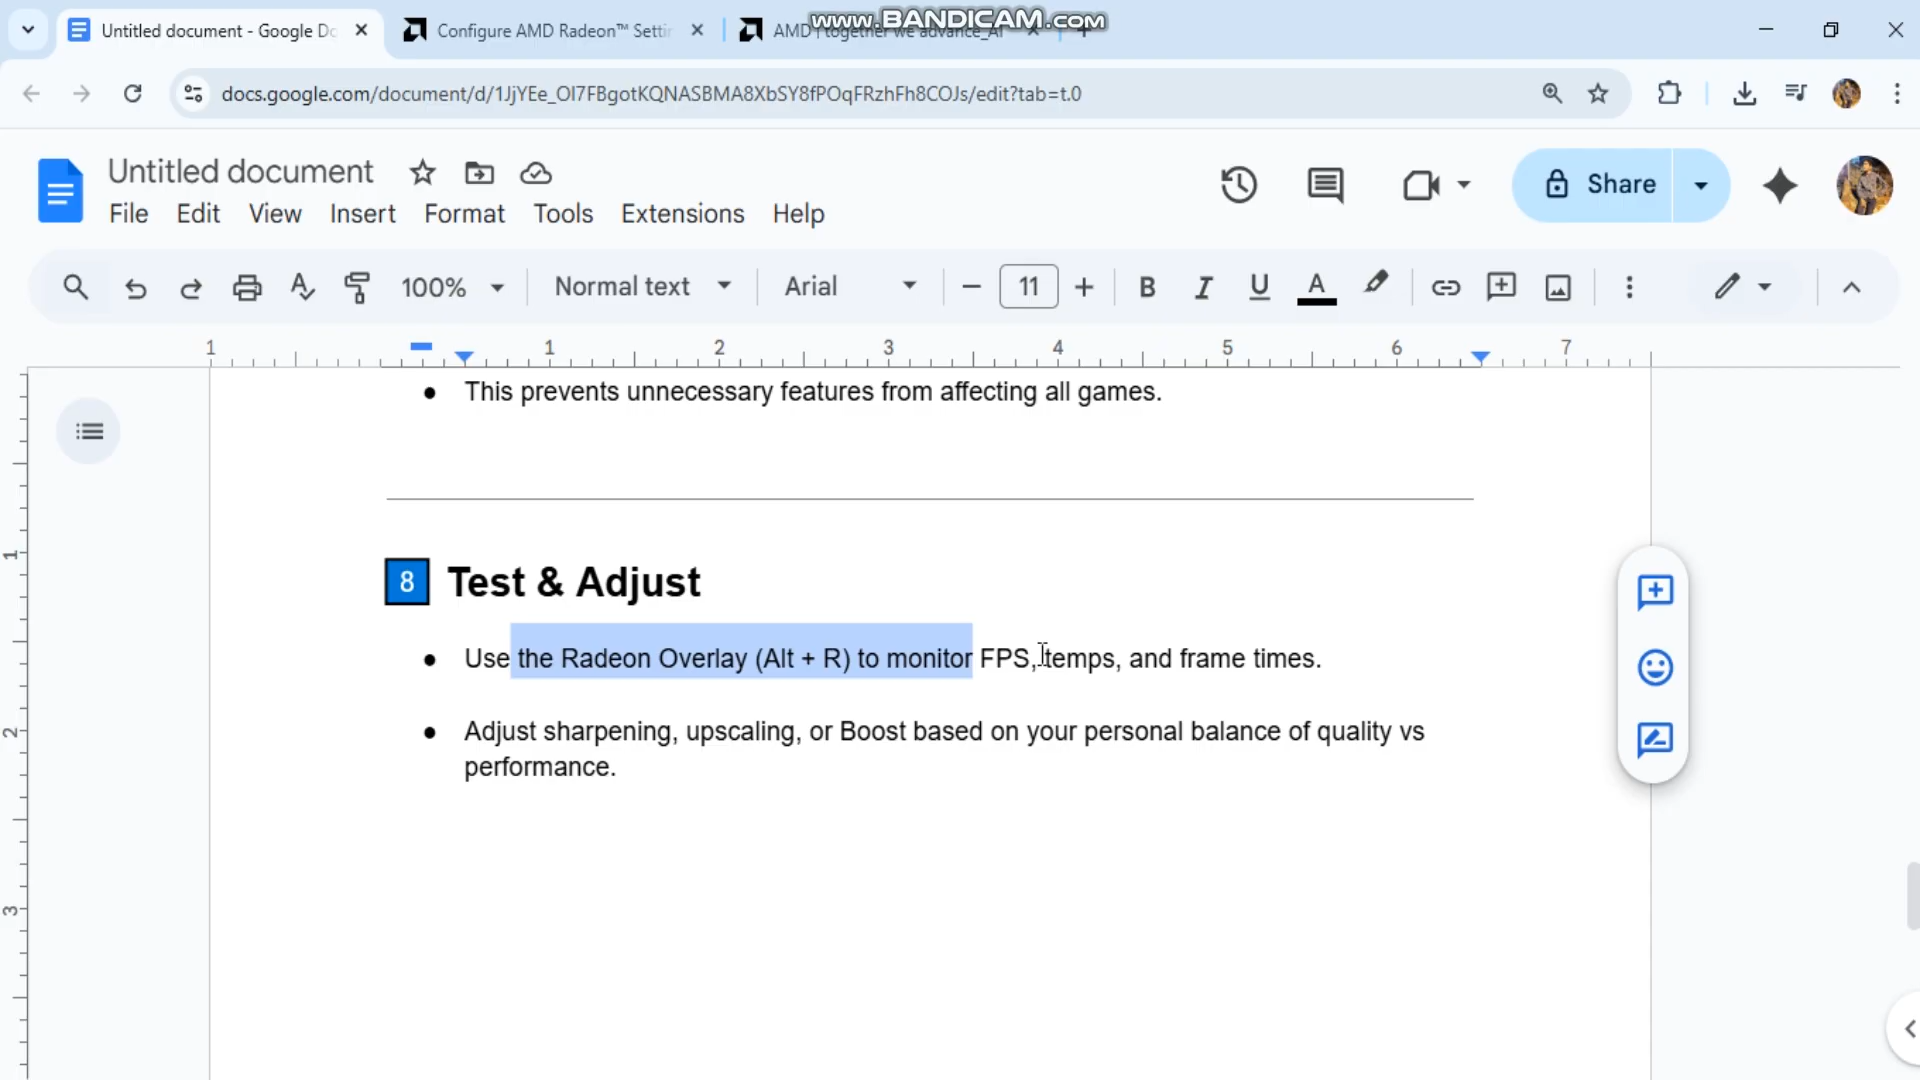 www.BANDICAM.com
Untitled document - Google Do
Configure AMD Radeon™ Settin
AMD | together we advance_AI
docs.google.com/document/d/1JjYEe_OI7FBgotKQNASBMA8XbSY8fPOqFRzhFh8COJs/edit?tab=t.0
Untitled document
Share
File Edit View Insert Format Tools Extensions Help
100% Normal text Arial 11 B I U A
1 1 2 3 4 5 6 7
● This prevents unnecessary features from affecting all games.
8 Test & Adjust
● Use the Radeon Overlay (Alt + R) to monitor FPS, temps, and frame times.
● Adjust sharpening, upscaling, or Boost based on your personal balance of quality vs
performance.
1
2
3